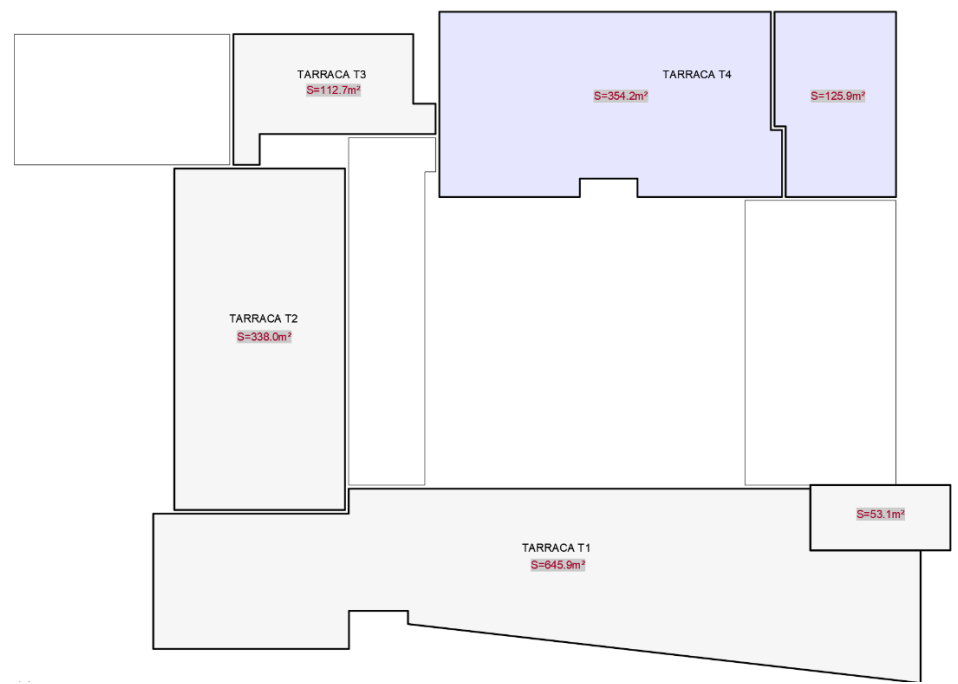 TARRACA T3
S=112.7m²
TARRACA T4
S=354.2m²
S=125.9m²
TARRACA T2
S=338.0m²
S=53.1m²
TARRACA T1
S=645.9m²